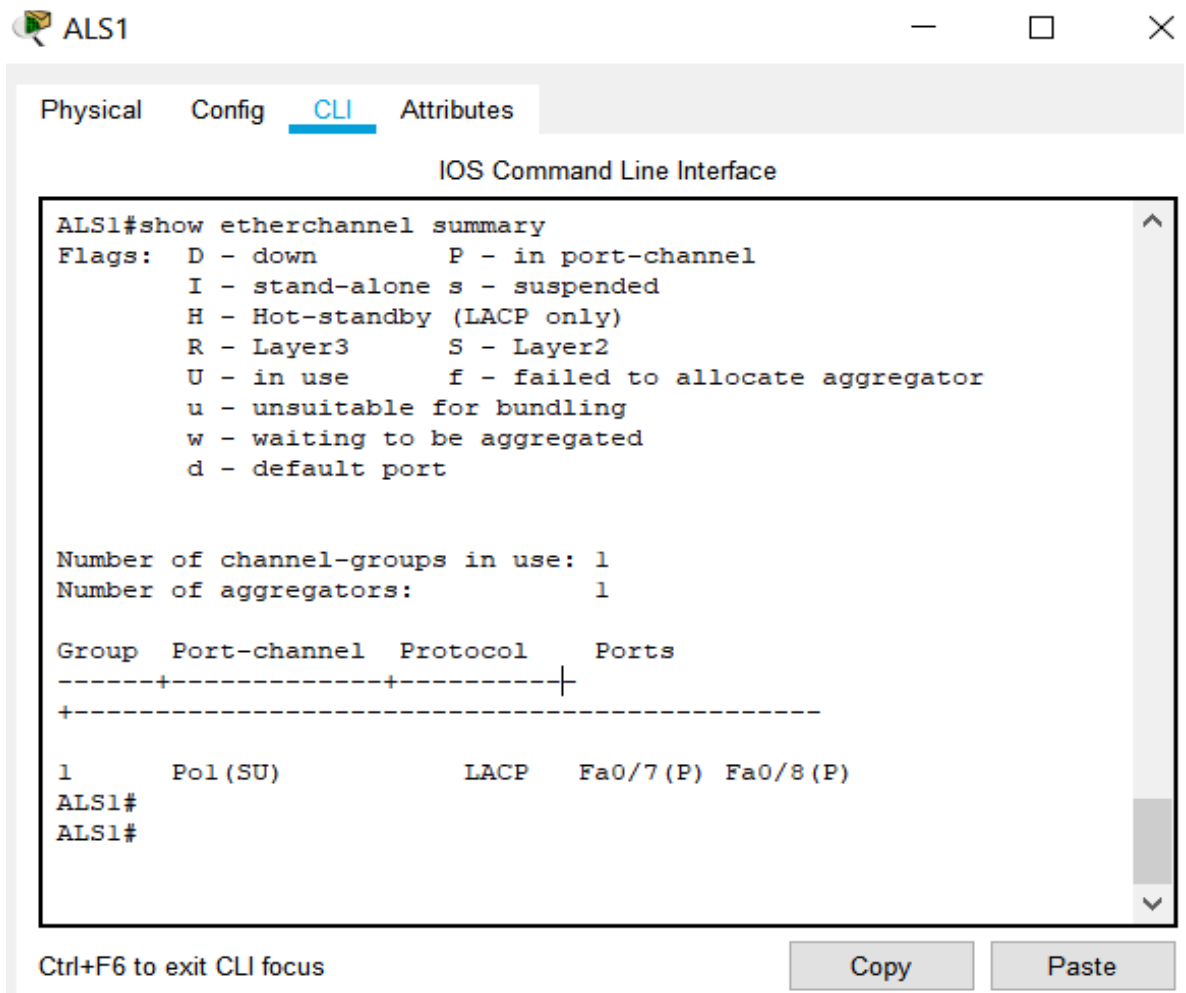 ALS1
Physical Config CLI Attributes
IOS Command Line Interface
ALS1#show etherchannel summary
Flags:  D - down        P - in port-channel
        I - stand-alone s - suspended
        H - Hot-standby (LACP only)
        R - Layer3      S - Layer2
        U - in use      f - failed to allocate aggregator
        u - unsuitable for bundling
        w - waiting to be aggregated
        d - default port
Number of channel-groups in use: 1
Number of aggregators:           1
Group  Port-channel  Protocol    Ports
------+-------------+-----------
+----------------------------------------------
1      Po1(SU)           LACP   Fa0/7(P) Fa0/8(P)
ALS1#
ALS1#
Ctrl+F6 to exit CLI focus
Copy
Paste